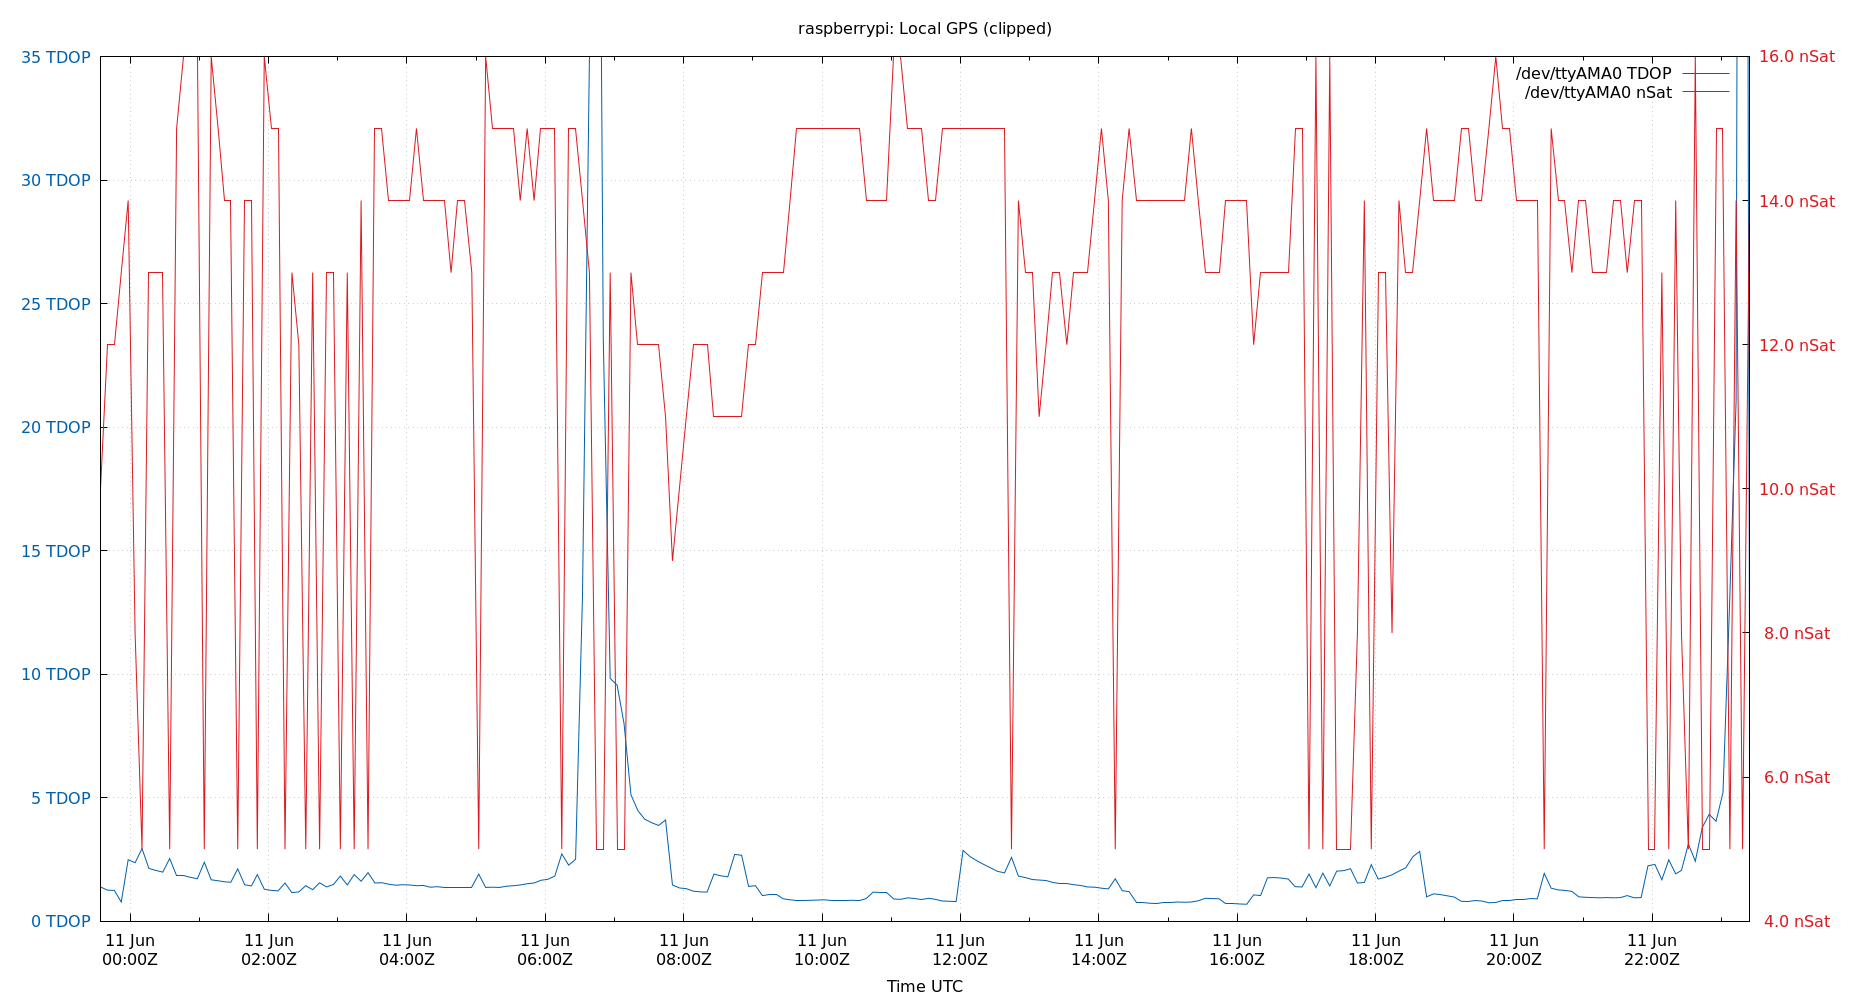 raspberrypi: Local GPS (clipped)
35 TDOP
30 TDOP
25 TDOP
20 TDOP
15 TDOP
10 TDOP
5 TDOP
0 TDOP
/dev/ttyAMA0 TDOP
/dev/ttyAMA0 nSat
16.0 nSat
14.0 nSat
12.0 nSat
10.0 nSat
8.0 nSat
6.0 nSat
4.0 nSat
11 Jun 11 Jun 11 Jun 11 Jun 11 Jun 11 Jun 11 Jun 11 Jun 11 Jun 11 Jun 11 Jun 11 Jun
00:00Z 02:00Z 04:00Z 06:00Z 08:00Z 10:00Z 12:00Z 14:00Z 16:00Z 18:00Z 20:00Z 22:00Z
Time UTC